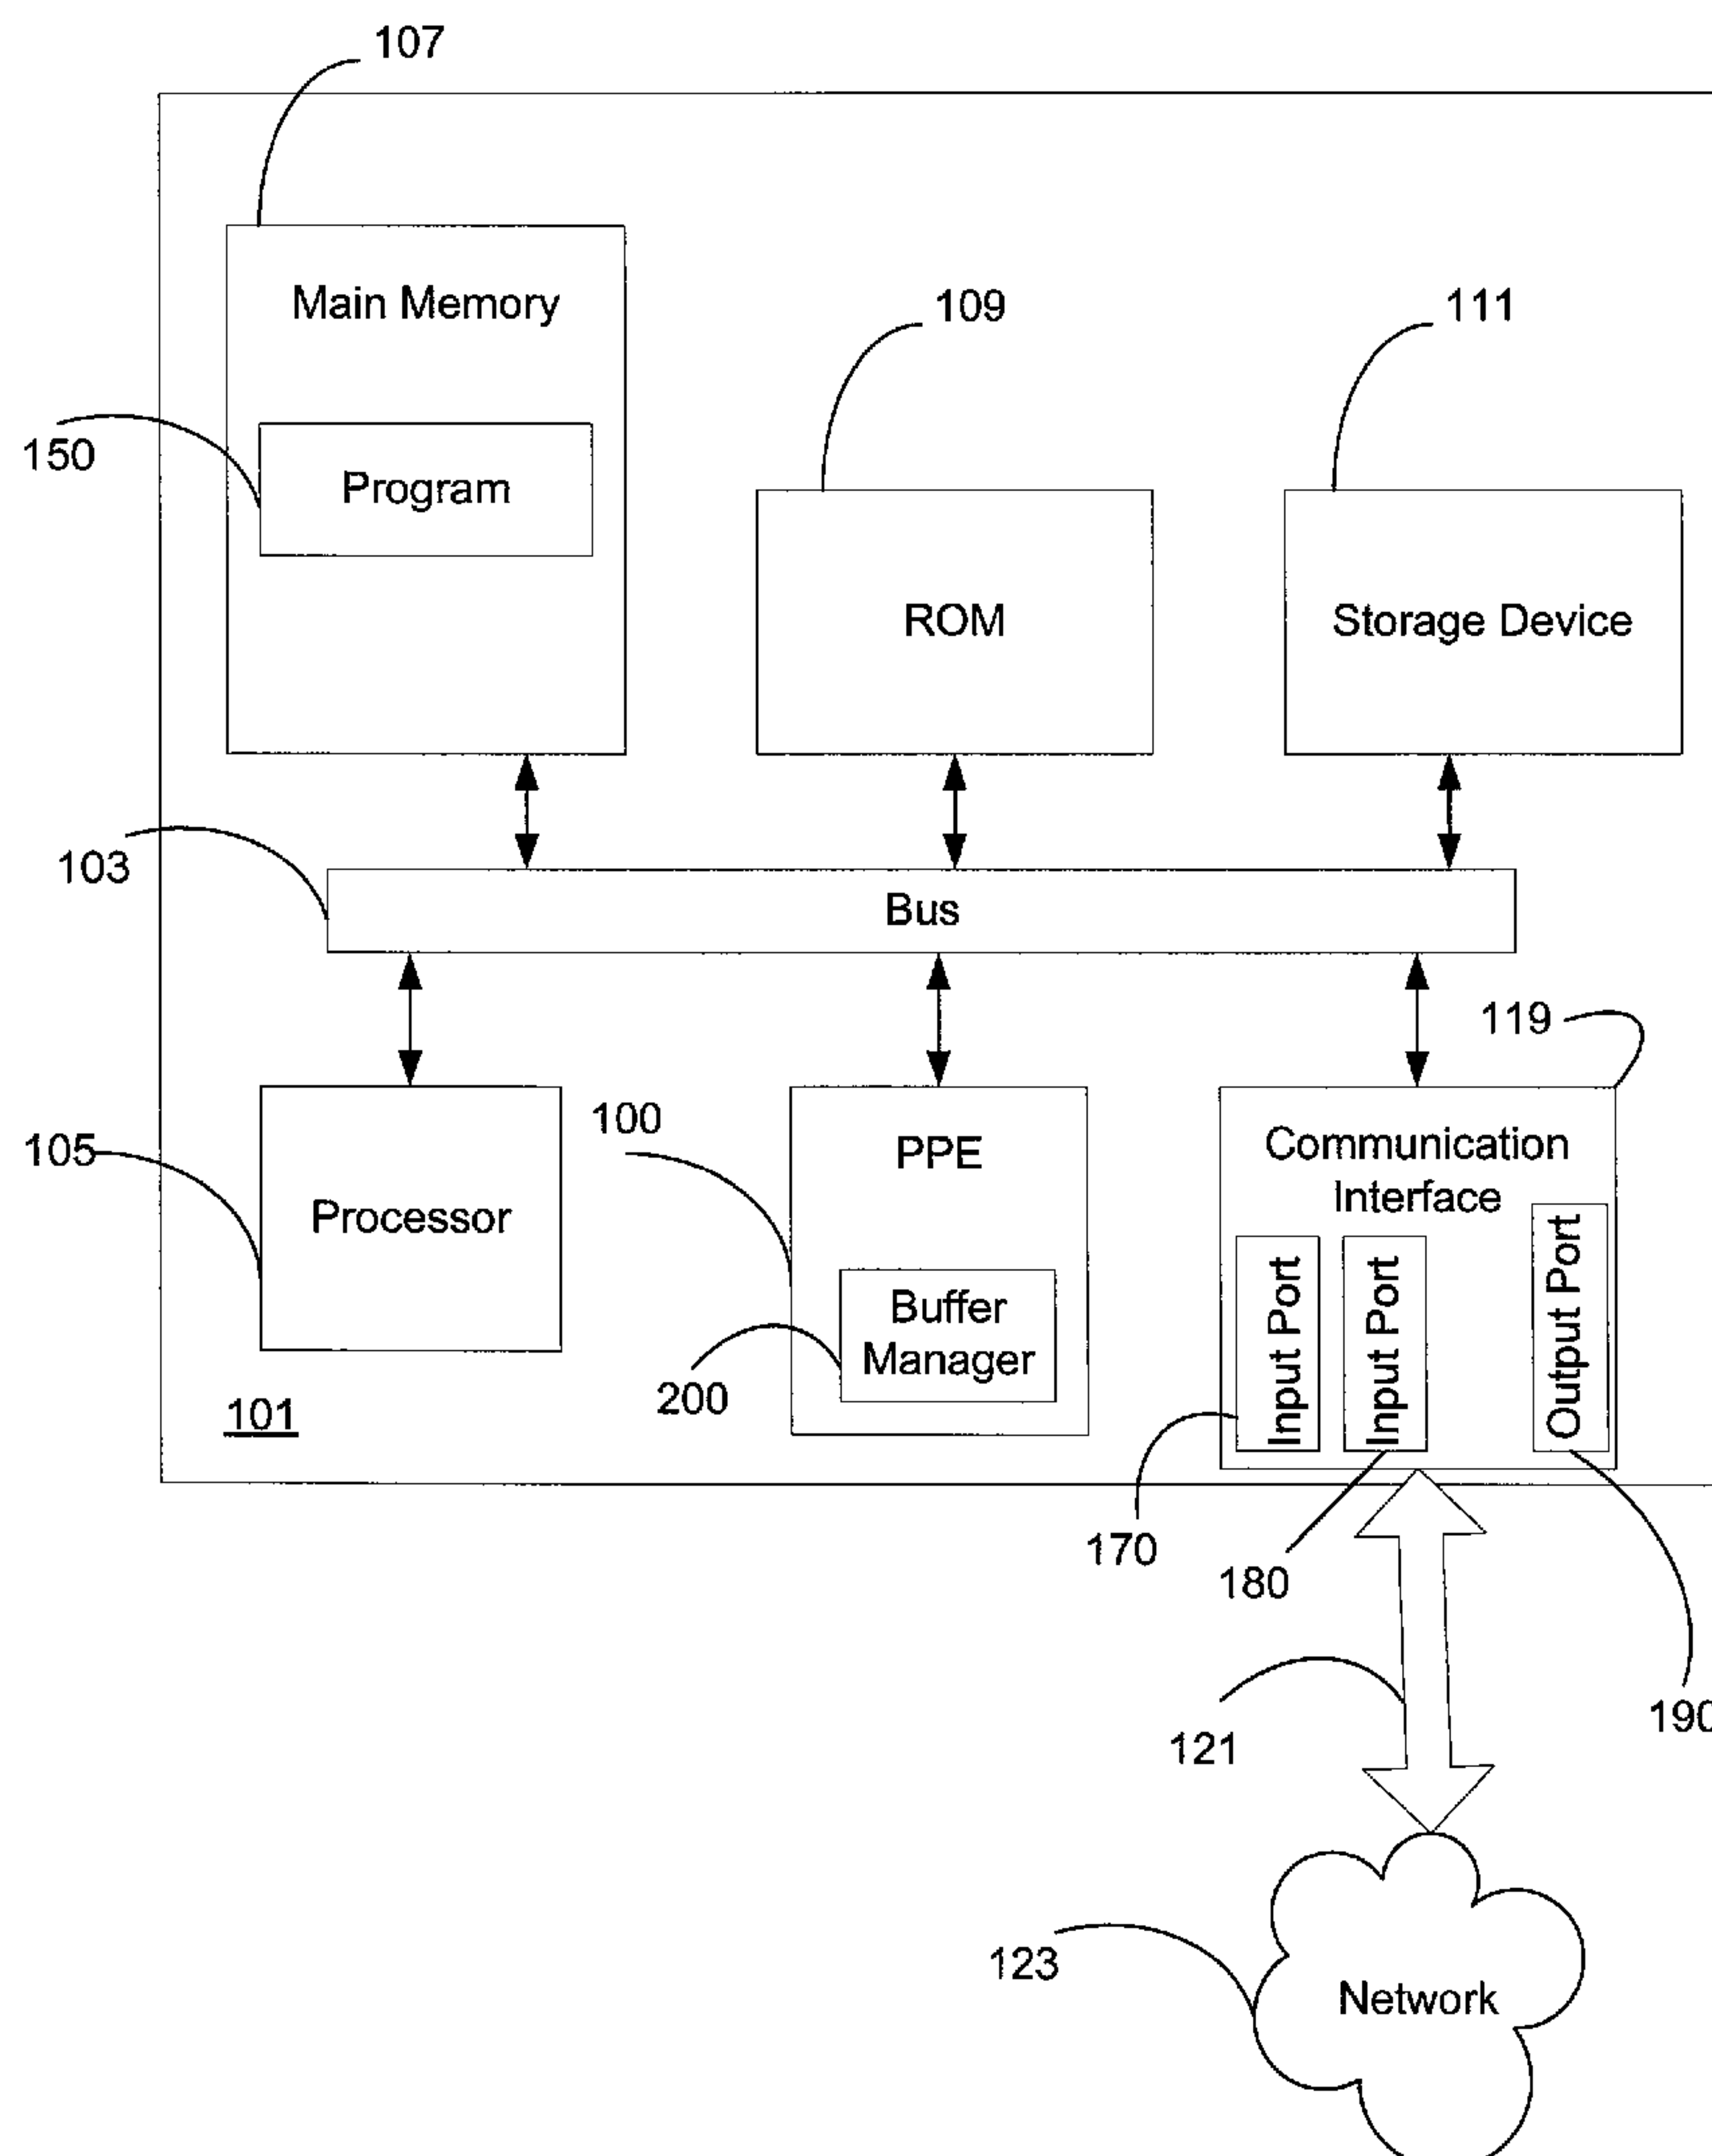 107
Main Memory
109
111
150
Program
ROM
Storage Device
103
Bus
119
105
Processor
100
PPE
Communication
Interface
Buffer
Manager
200
Input Port
Input Port
Output Port
101
170
180
190
121
123
Network